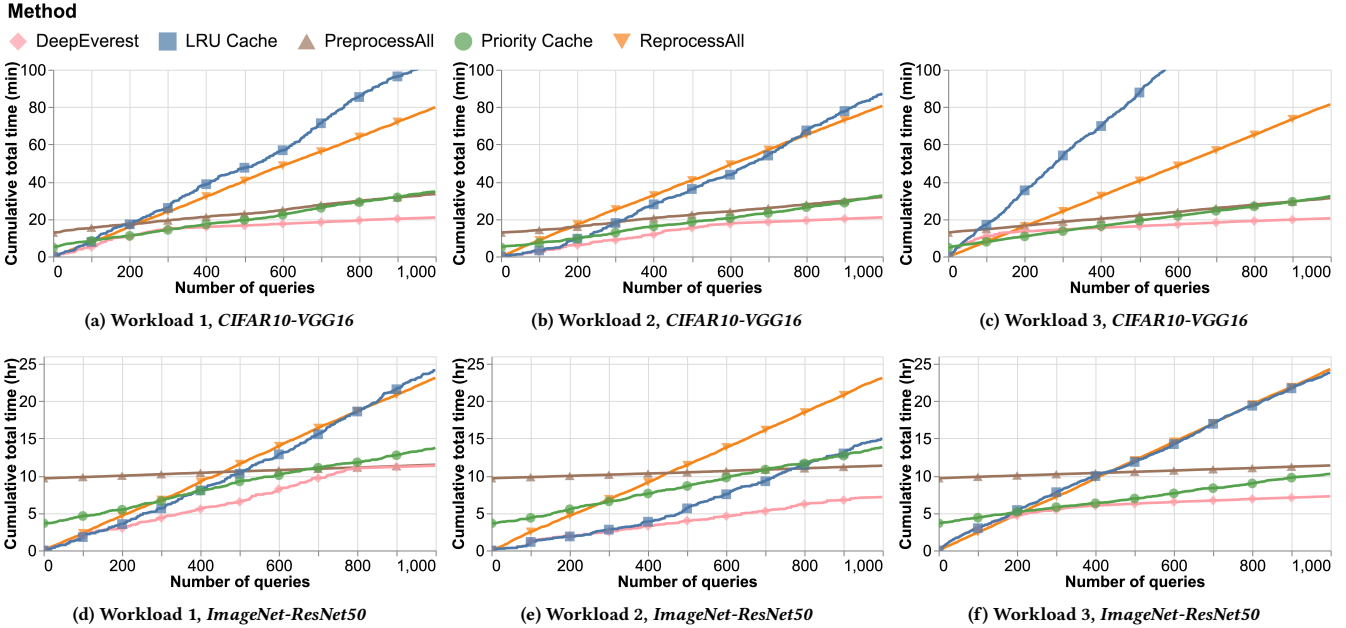 Method
DeepEverest LRU Cache PreprocessAll Priority Cache ReprocessAll
Cumulative total time (min)
100
80
60
40
20
0
0 200 400 600 800 1,000
Number of queries
(a) Workload 1, CIFAR10-VGG16
Cumulative total time (min)
100
80
60
40
20
0
0 200 400 600 800 1,000
Number of queries
(b) Workload 2, CIFAR10-VGG16
Cumulative total time (min)
100
80
60
40
20
0
0 200 400 600 800 1,000
Number of queries
(c) Workload 3, CIFAR10-VGG16
Cumulative total time (hr)
25
20
15
10
5
0
0 200 400 600 800 1,000
Number of queries
(d) Workload 1, ImageNet-ResNet50
Cumulative total time (hr)
25
20
15
10
5
0
0 200 400 600 800 1,000
Number of queries
(e) Workload 2, ImageNet-ResNet50
Cumulative total time (hr)
25
20
15
10
5
0
0 200 400 600 800 1,000
Number of queries
(f) Workload 3, ImageNet-ResNet50